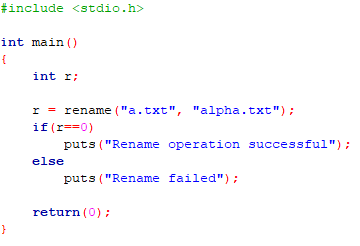 #include <stdio.h>

int main()
{
    int r;

    r = rename("a.txt", "alpha.txt");
    if(r==0)
        puts("Rename operation successful");
    else
        puts("Rename failed");

    return(0);
}